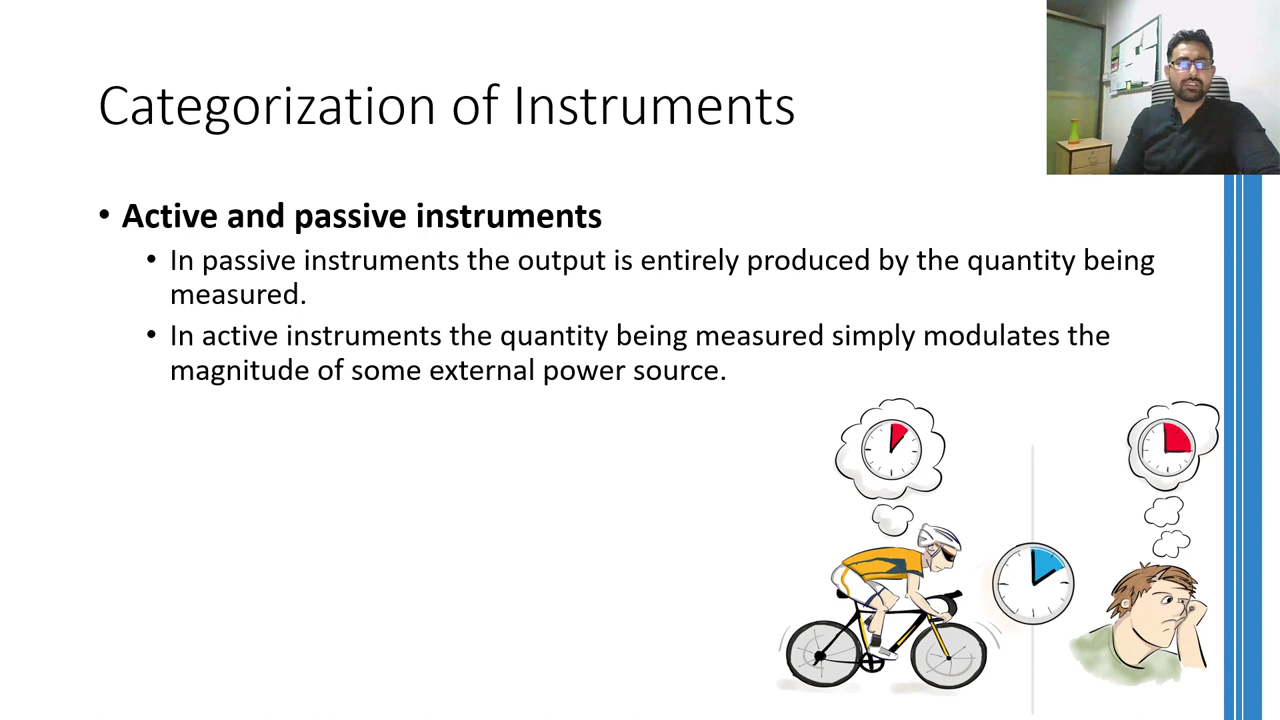 Categorization of Instruments
• Active and passive instruments
• In passive instruments the output is entirely produced by the quantity being
measured.
• In active instruments the quantity being measured simply modulates the
magnitude of some external power source.